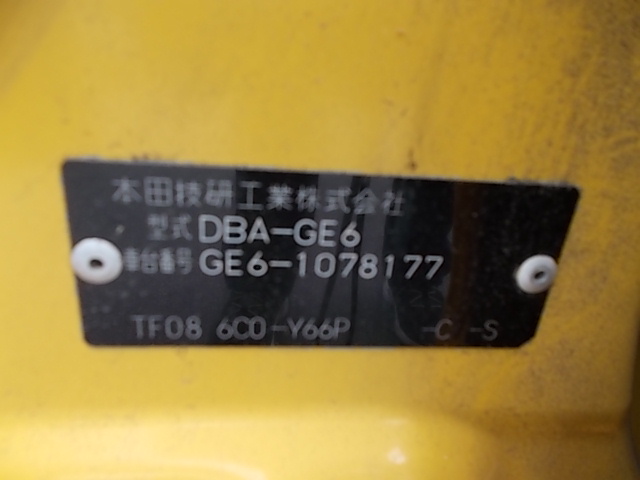 本田技研工業株式会社
型式 DBA-GE6
車台番号 GE6-1078177
TF08 6C0-Y66P -C -S